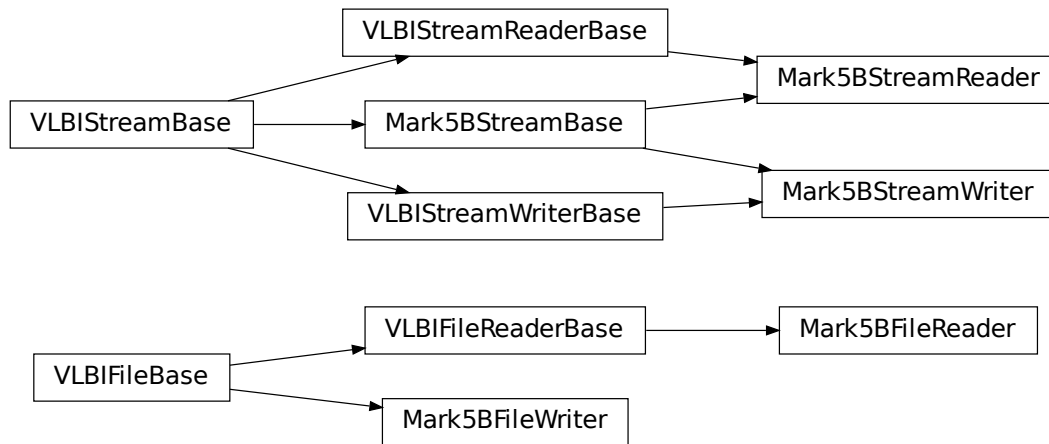 VLBIStreamReaderBase
Mark5BStreamReader
VLBIStreamBase
Mark5BStreamBase
Mark5BStreamWriter
VLBIStreamWriterBase
VLBIFileReaderBase
Mark5BFileReader
VLBIFileBase
Mark5BFileWriter